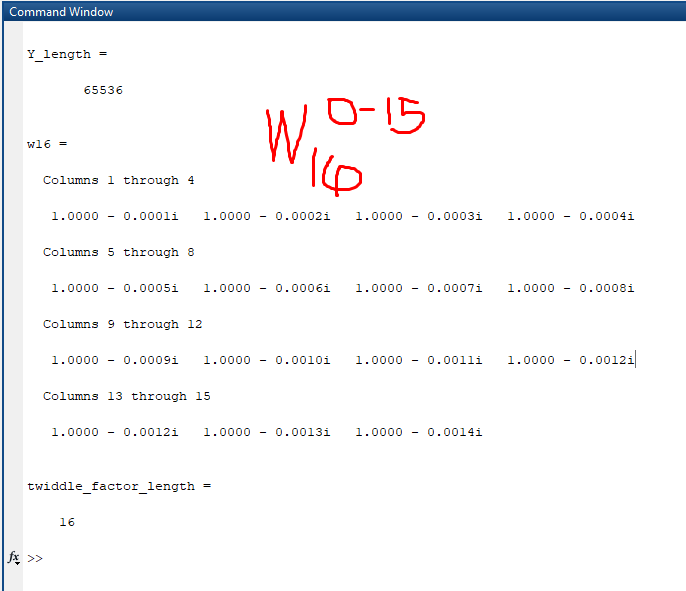 Command Window
Y_length =
65536
W 0-15
16
w16 =
Columns 1 through 4
1.0000 - 0.0001i   1.0000 - 0.0002i   1.0000 - 0.0003i   1.0000 - 0.0004i
Columns 5 through 8
1.0000 - 0.0005i   1.0000 - 0.0006i   1.0000 - 0.0007i   1.0000 - 0.0008i
Columns 9 through 12
1.0000 - 0.0009i   1.0000 - 0.0010i   1.0000 - 0.0011i   1.0000 - 0.0012i
Columns 13 through 15
1.0000 - 0.0012i   1.0000 - 0.0013i   1.0000 - 0.0014i
twiddle_factor_length =
16
fx >>